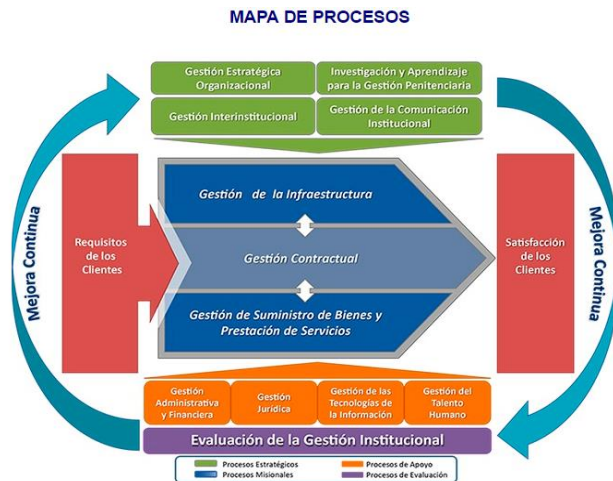 MAPA DE PROCESOS
Gestión Estratégica
Organizacional
Investigación y Aprendizaje
para la Gestión Penitenciaria
Gestión Interinstitucional
Gestión de la Comunicación
Institucional
Mejora Continua
Requisitos
de los
Clientes
Gestión de la Infraestructura
Gestión Contractual
Gestión de Suministro de Bienes y
Prestación de Servicios
Satisfacción
de los
Clientes
Mejora Continua
Gestión
Administrativa
y Financiera
Gestión
Jurídica
Gestión de las
Tecnologías de
la Información
Gestión del
Talento
Humano
Evaluación de la Gestión Institucional
Procesos Estratégicos
Procesos de Apoyo
Procesos Misionales
Procesos de Evaluación